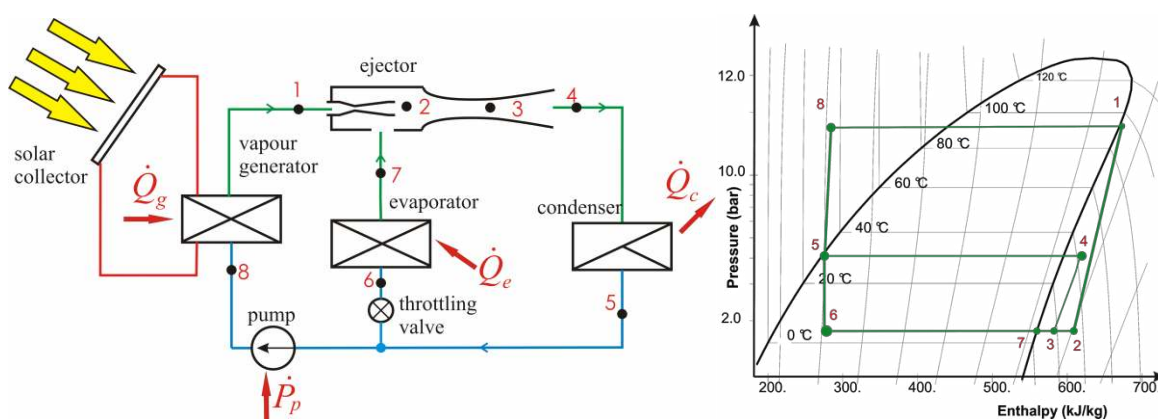 ejector
1
2
3
4
solar
collector
vapour
generator
7
Q̇g
evaporator
condenser
Q̇c
8
6
Q̇e
throttling
valve
5
pump
Ṗp
Pressure (bar)
12.0
10.0
2.0
120 °C
100 °C
80 °C
60 °C
40 °C
20 °C
0 °C
8
1
5
4
6
7
3
2
200.
300.
400.
500.
600.
700.
Enthalpy (kJ/kg)